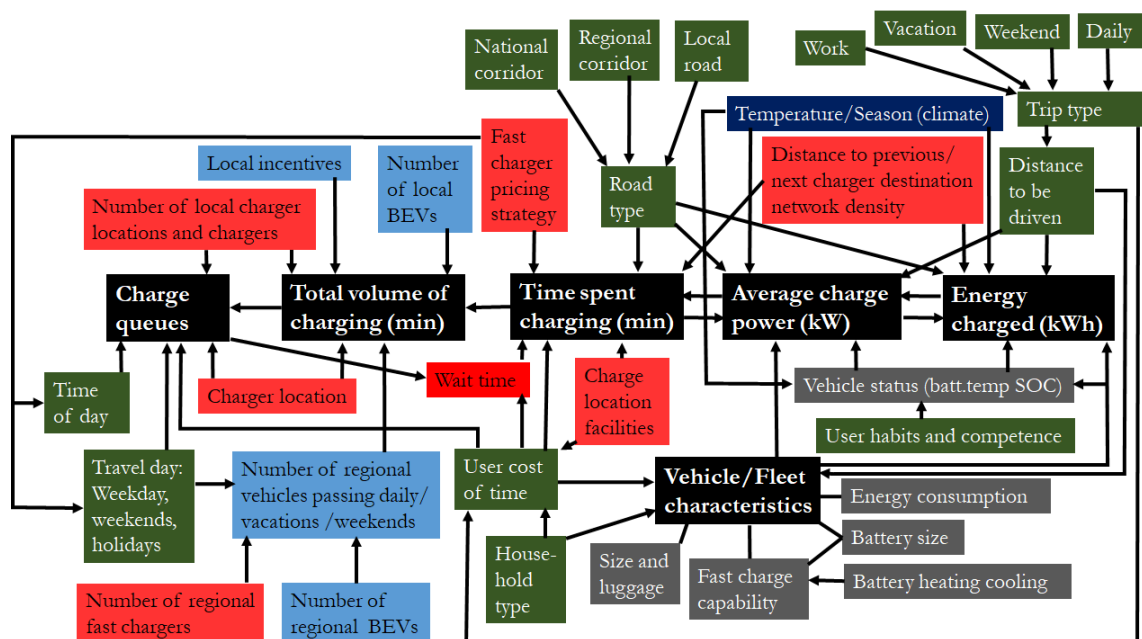 Vacation
Weekend
Daily
National
corridor
Regional
corridor
Local
road
Work
Temperature/Season (climate)
Trip type
Fast
charger
pricing
strategy
Local incentives
Number
of local
BEVs
Distance to previous/
next charger destination
network density
Distance
to be
driven
Road
type
Number of local charger
locations and chargers
Charge
queues
Total volume of
charging (min)
Time spent
charging (min)
Average charge
power (kW)
Energy
charged (kWh)
Time
of day
Charger location
Wait time
Charge
location
facilities
Vehicle status (batt.temp SOC)
User habits and competence
Travel day:
Weekday,
weekends,
holidays
Number of regional
vehicles passing daily/
vacations /weekends
User cost
of time
Vehicle/Fleet
characteristics
Energy consumption
Battery size
House-
hold
type
Size and
luggage
Fast charge
capability
Battery heating cooling
Number of regional
fast chargers
Number of
regional BEVs